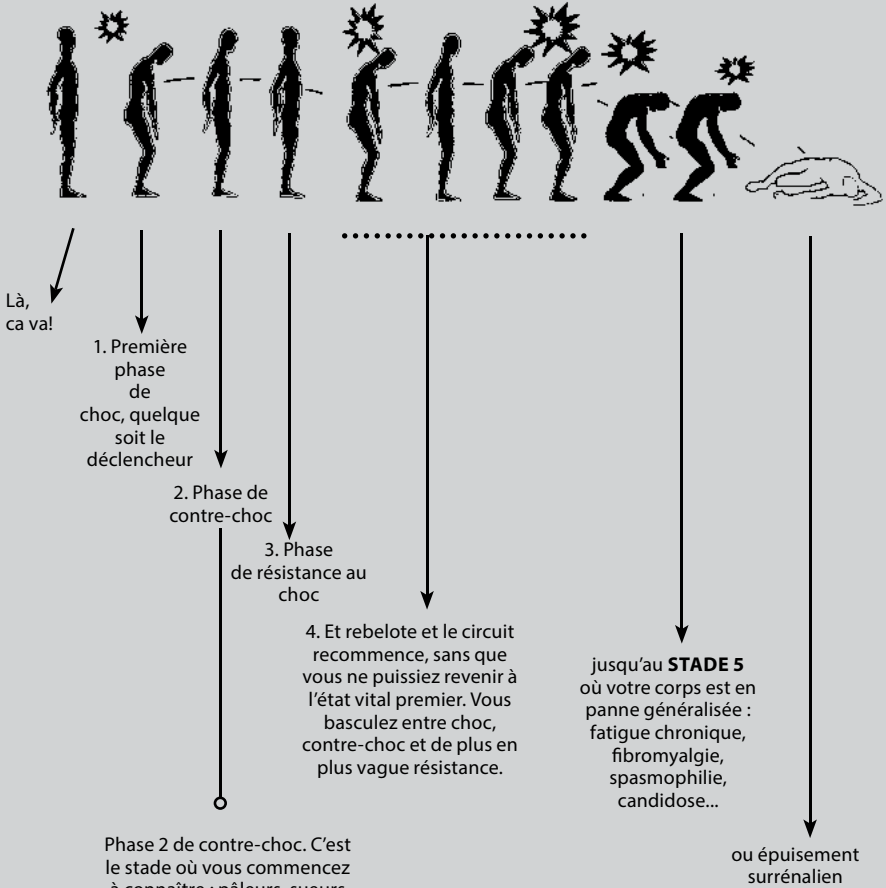 Là,
ca va!
1. Première
phase
de
choc, quelque
soit le
déclencheur
2. Phase de
contre-choc
3. Phase
de résistance au
choc
4. Et rebelote et le circuit
recommence, sans que
vous ne puissiez revenir à
l'état vital premier. Vous
basculez entre choc,
contre-choc et de plus en
plus vague résistance.
jusqu'au STADE 5
où votre corps est en
panne généralisée :
fatigue chronique,
fibromyalgie,
spasmophilie,
candidose...
Phase 2 de contre-choc. C'est
le stade où vous commencez
à connaître : pâleurs, sueurs
ou épuisement
surrénalien